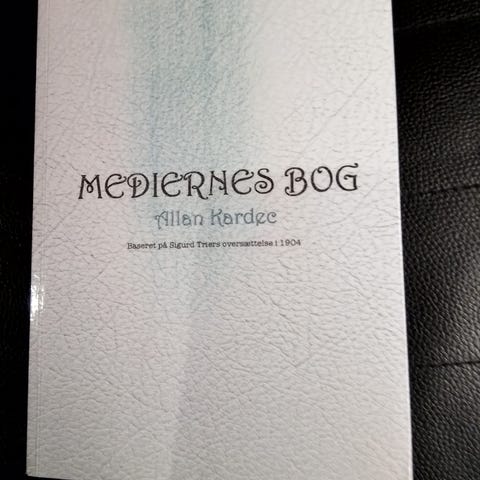 MEDIERNES BOG
Allan Kardec
Baseret på Sigurd Triers oversættelse i 1904